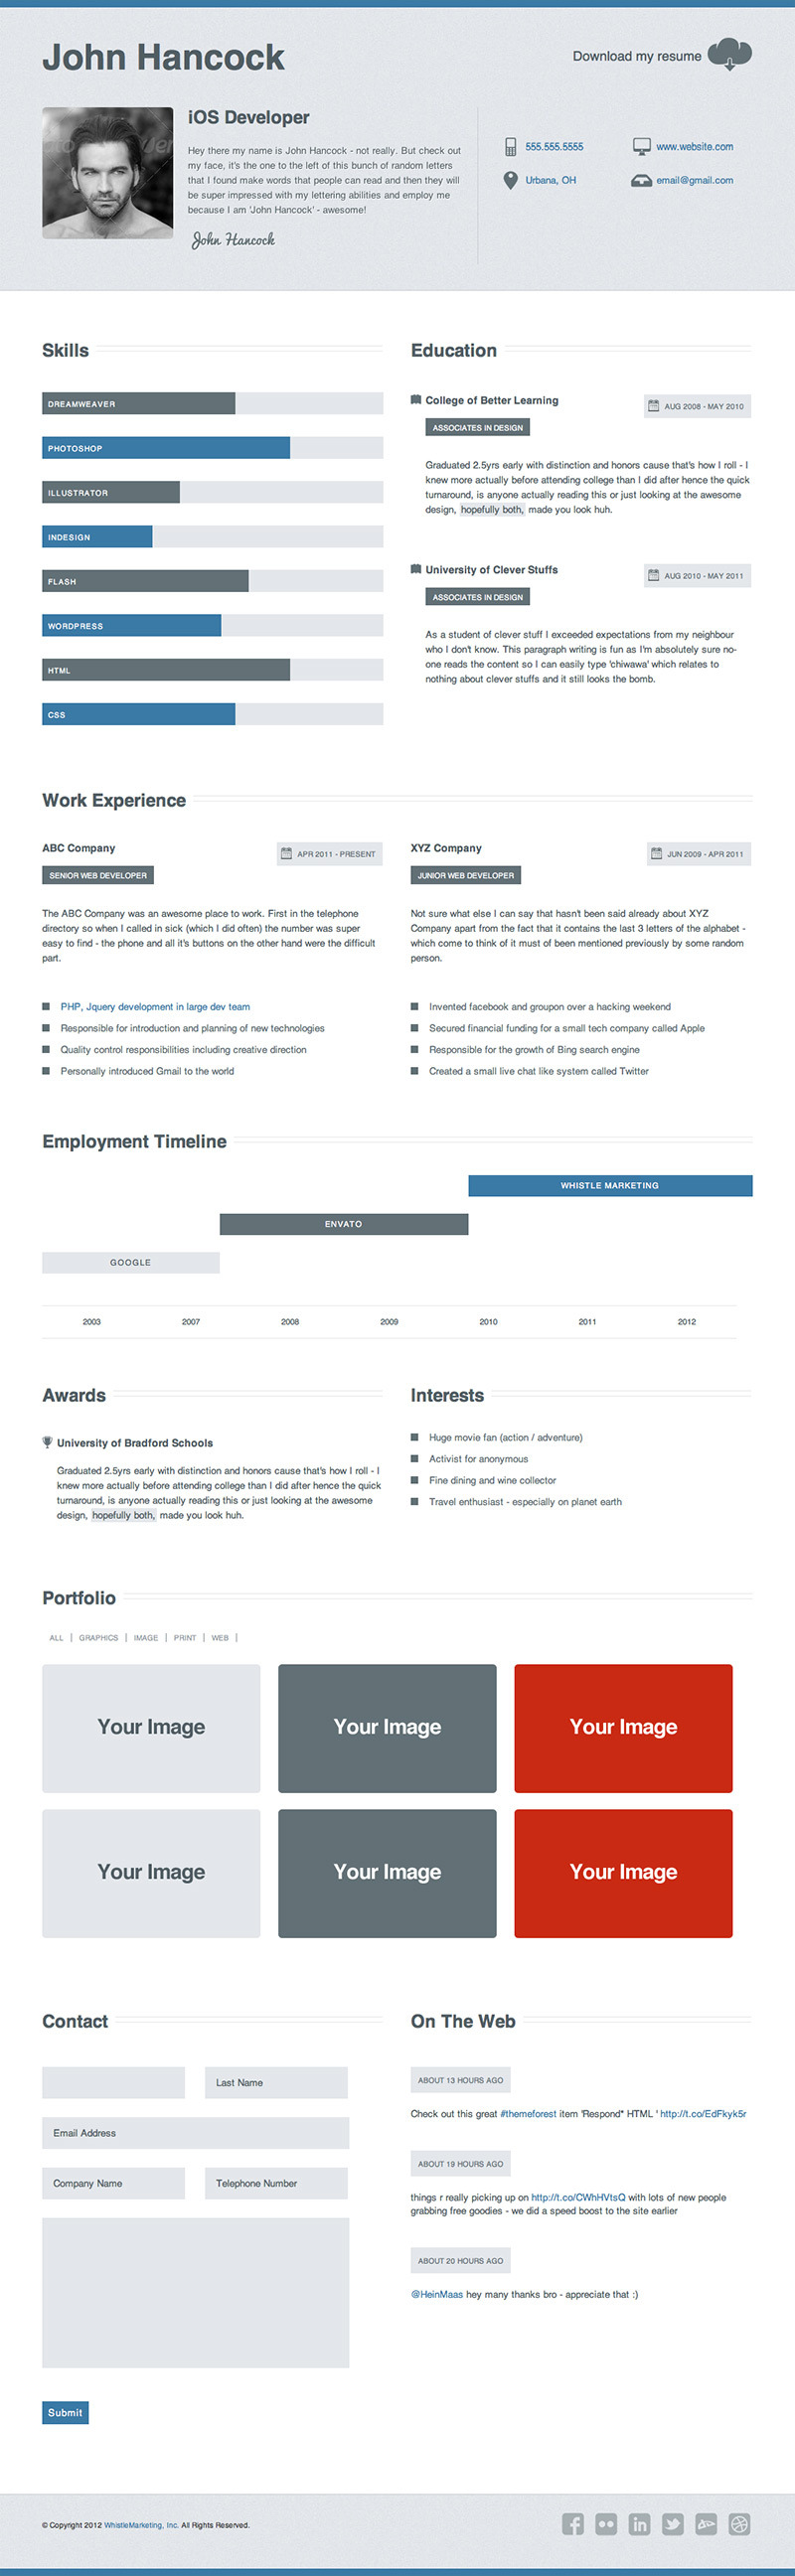 John Hancock
Download my resume
iOS Developer
Hey there my name is John Hancock - not really. But check out
my face, it's the one to the left of this bunch of random letters
that I found make words that people can read and then they will
be super impressed with my lettering abilities and employ me
because I am 'John Hancock' - awesome!
John Hancock
555.555.5555
www.website.com
Urbana, OH
email@gmail.com
Skills
DREAMWEAVER
PHOTOSHOP
ILLUSTRATOR
INDESIGN
FLASH
WORDPRESS
HTML
CSS
Education
College of Better Learning
AUG 2008 - MAY 2010
ASSOCIATES IN DESIGN
Graduated 2.5yrs early with distinction and honors cause that's how I roll - I
knew more actually before attending college than I did after hence the quick
turnaround, is anyone actually reading this or just looking at the awesome
design, hopefully both, made you look huh.
University of Clever Stuffs
AUG 2010 - MAY 2011
ASSOCIATES IN DESIGN
As a student of clever stuff I exceeded expectations from my neighbour
who I don't know. This paragraph writing is fun as I'm absolutely sure no-
one reads the content so I can easily type 'chiwawa' which relates to
nothing about clever stuffs and it still looks the bomb.
Work Experience
ABC Company
APR 2011 - PRESENT
SENIOR WEB DEVELOPER
The ABC Company was an awesome place to work. First in the telephone
directory so when I called in sick (which I did often) the number was super
easy to find - the phone and all it's buttons on the other hand were the difficult
part.
PHP, Jquery development in large dev team
Responsible for introduction and planning of new technologies
Quality control responsibilities including creative direction
Personally introduced Gmail to the world
XYZ Company
JUN 2009 - APR 2011
JUNIOR WEB DEVELOPER
Not sure what else I can say that hasn't been said already about XYZ
Company apart from the fact that it contains the last 3 letters of the alphabet -
which come to think of it must of been mentioned previously by some random
person.
Invented facebook and groupon over a hacking weekend
Secured financial funding for a small tech company called Apple
Responsible for the growth of Bing search engine
Created a small live chat like system called Twitter
Employment Timeline
WHISTLE MARKETING
ENVATO
GOOGLE
2003 2007 2008 2009 2010 2011 2012
Awards
University of Bradford Schools
Graduated 2.5yrs early with distinction and honors cause that's how I roll - I
knew more actually before attending college than I did after hence the quick
turnaround, is anyone actually reading this or just looking at the awesome
design, hopefully both, made you look huh.
Interests
Huge movie fan (action / adventure)
Activist for anonymous
Fine dining and wine collector
Travel enthusiast - especially on planet earth
Portfolio
ALL | GRAPHICS | IMAGE | PRINT | WEB |
Your Image Your Image Your Image
Your Image Your Image Your Image
Contact
Last Name
Email Address
Company Name Telephone Number
Submit
On The Web
ABOUT 13 HOURS AGO
Check out this great #themeforest item 'Respond* HTML ' http://t.co/EdFkyk5r
ABOUT 19 HOURS AGO
things r really picking up on http://t.co/CWhHVtsQ with lots of new people
grabbing free goodies - we did a speed boost to the site earlier
ABOUT 20 HOURS AGO
@HeinMaas hey many thanks bro - appreciate that :)
© Copyright 2012 WhistleMarketing, Inc. All Rights Reserved.